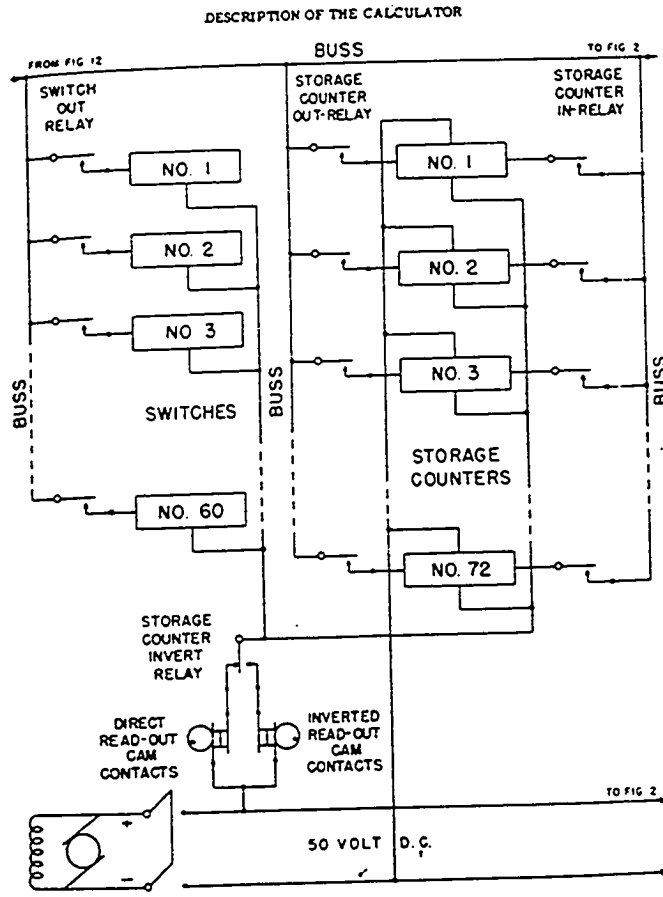 DESCRIPTION OF THE CALCULATOR
FROM FIG 12
BUSS
TO FIG 2
SWITCH
OUT
RELAY
STORAGE
COUNTER
OUT-RELAY
STORAGE
COUNTER
IN-RELAY
NO. 1
NO. 1
NO. 2
NO. 2
NO. 3
NO. 3
BUSS
SWITCHES
BUSS
BUSS
STORAGE
COUNTERS
NO. 60
NO. 72
STORAGE
COUNTER
INVERT
RELAY
DIRECT
READ-OUT
CAM
CONTACTS
INVERTED
READ-OUT
CAM
CONTACTS
TO FIG 2
+
50 VOLT D.C.
−